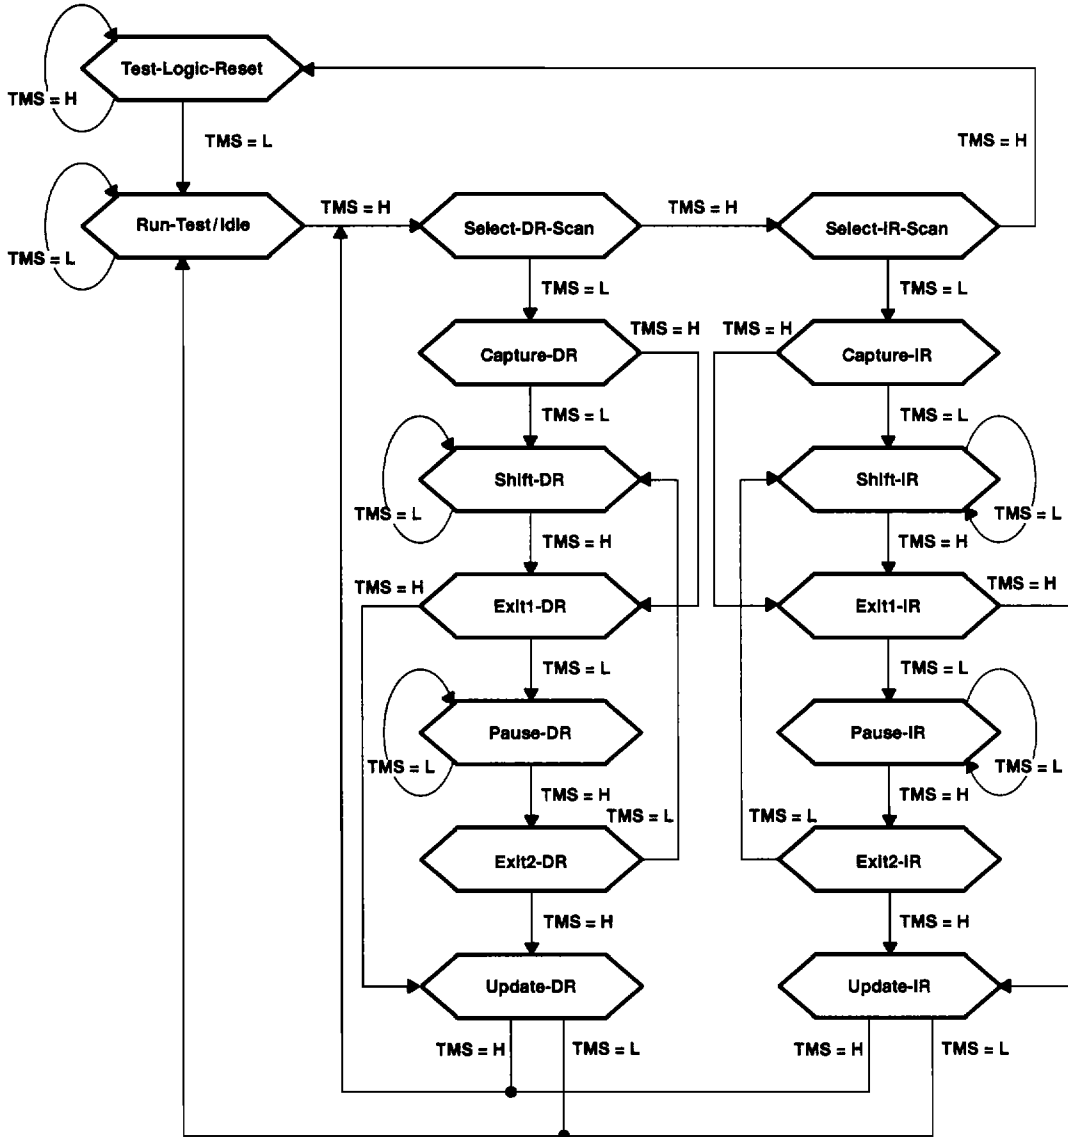 Test-Logic-Reset
TMS = H
TMS = L
TMS = H
Run-Test/Idle
TMS = L
TMS = H
Select-DR-Scan
TMS = H
Select-IR-Scan
TMS = L
TMS = L
TMS = H
TMS = H
Capture-DR
Capture-IR
TMS = L
TMS = L
Shift-DR
Shift-IR
TMS = L
TMS = L
TMS = H
TMS = H
TMS = H
TMS = H
Exit1-DR
Exit1-IR
TMS = L
TMS = L
Pause-DR
Pause-IR
TMS = L
TMS = L
TMS = H
TMS = H
TMS = L
TMS = L
Exit2-DR
Exit2-IR
TMS = H
TMS = H
Update-DR
Update-IR
TMS = H
TMS = L
TMS = H
TMS = L